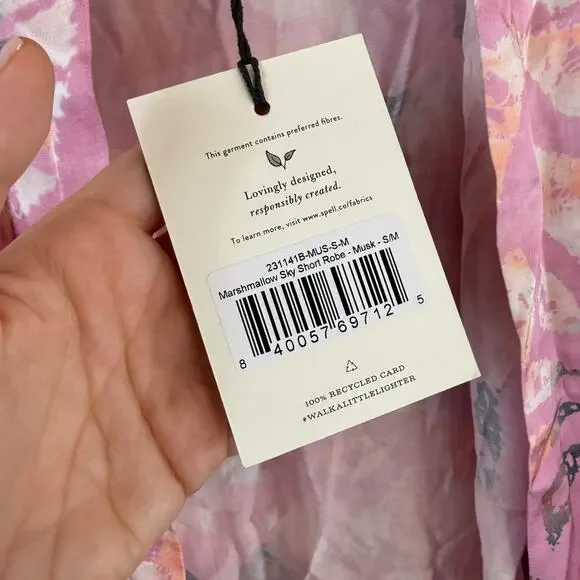 This garment contains preferred fibres.
Lovingly designed,
responsibly created.
To learn more, visit www.spell.co/fabrics
231141B-MUS-S-M
Marshmallow Sky Short Robe - Musk - S/M
8 40057 69712 5
100% RECYCLED CARD
#WALKALITTLELIGHTER